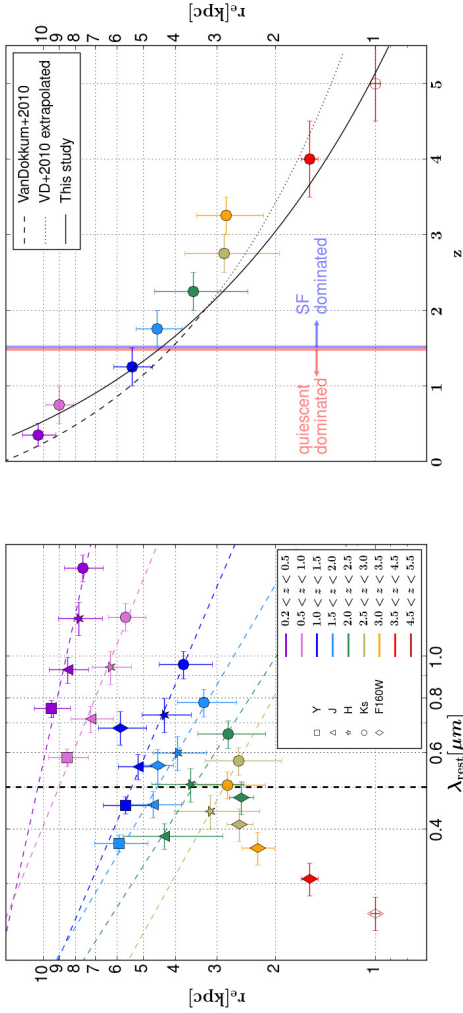 10
9
8
7
6
5
4
3
2
1
r_e[kpc]
0.4
0.6
0.8
1.0
λ_rest[μm]
Y
J
H
Ks
F160W
0.2 < z < 0.5
0.5 < z < 1.0
1.0 < z < 1.5
1.5 < z < 2.0
2.0 < z < 2.5
2.5 < z < 3.0
3.0 < z < 3.5
3.5 < z < 4.5
4.5 < z < 5.5
VanDokkum+2010
VD+2010 extrapolated
This study
quiescent
dominated
SF
dominated
10
9
8
7
6
5
4
3
2
1
r_e[kpc]
0
1
2
3
4
5
z